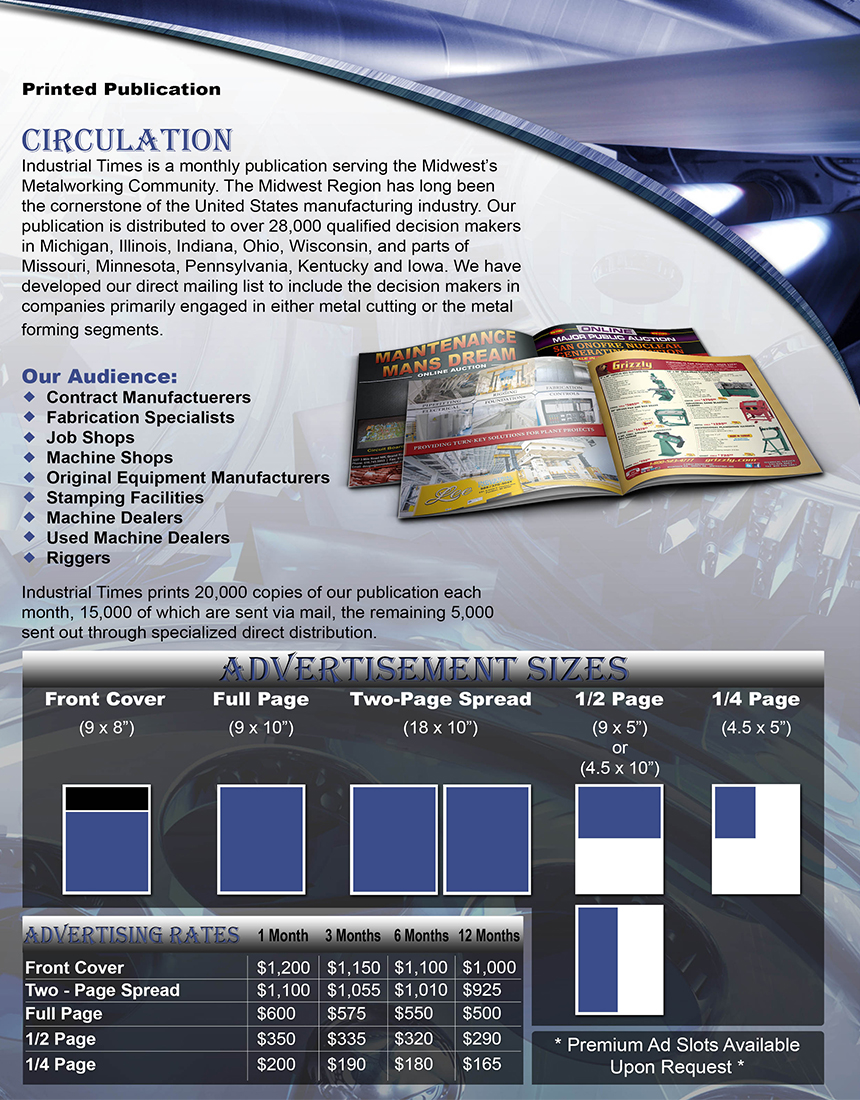 Printed Publication
CIRCULATION
Industrial Times is a monthly publication serving the Midwest's
Metalworking Community. The Midwest Region has long been
the cornerstone of the United States manufacturing industry. Our
publication is distributed to over 28,000 qualified decision makers
in Michigan, Illinois, Indiana, Ohio, Wisconsin, and parts of
Missouri, Minnesota, Pennsylvania, Kentucky and Iowa. We have
developed our direct mailing list to include the decision makers in
companies primarily engaged in either metal cutting or the metal
forming segments.
MAINTENANCE
MANS DREAM
ONLINE AUCTION
ONLINE
MAJOR PUBLIC AUCTION
SAN ONOFRE NUCLEAR
Grizzly
RIGGING
FABRICATION
ELECTRICAL
FOUNDATIONS
CONTROLS
PROVIDING TURN-KEY SOLUTIONS FOR PLANT PROJECTS
Lee
grizzly.com
Our Audience:
Contract Manufactuerers
Fabrication Specialists
Job Shops
Machine Shops
Original Equipment Manufacturers
Stamping Facilities
Machine Dealers
Used Machine Dealers
Riggers
Industrial Times prints 20,000 copies of our publication each
month, 15,000 of which are sent via mail, the remaining 5,000
sent out through specialized direct distribution.
ADVERTISEMENT SIZES
Front Cover Full Page Two-Page Spread 1/2 Page 1/4 Page
(9 x 8") (9 x 10") (18 x 10") (9 x 5") (4.5 x 5")
or
(4.5 x 10")
ADVERTISING RATES 1 Month 3 Months 6 Months 12 Months
Front Cover $1,200 $1,150 $1,100 $1,000
Two - Page Spread $1,100 $1,055 $1,010 $925
Full Page $600 $575 $550 $500
1/2 Page $350 $335 $320 $290
1/4 Page $200 $190 $180 $165
* Premium Ad Slots Available
Upon Request *